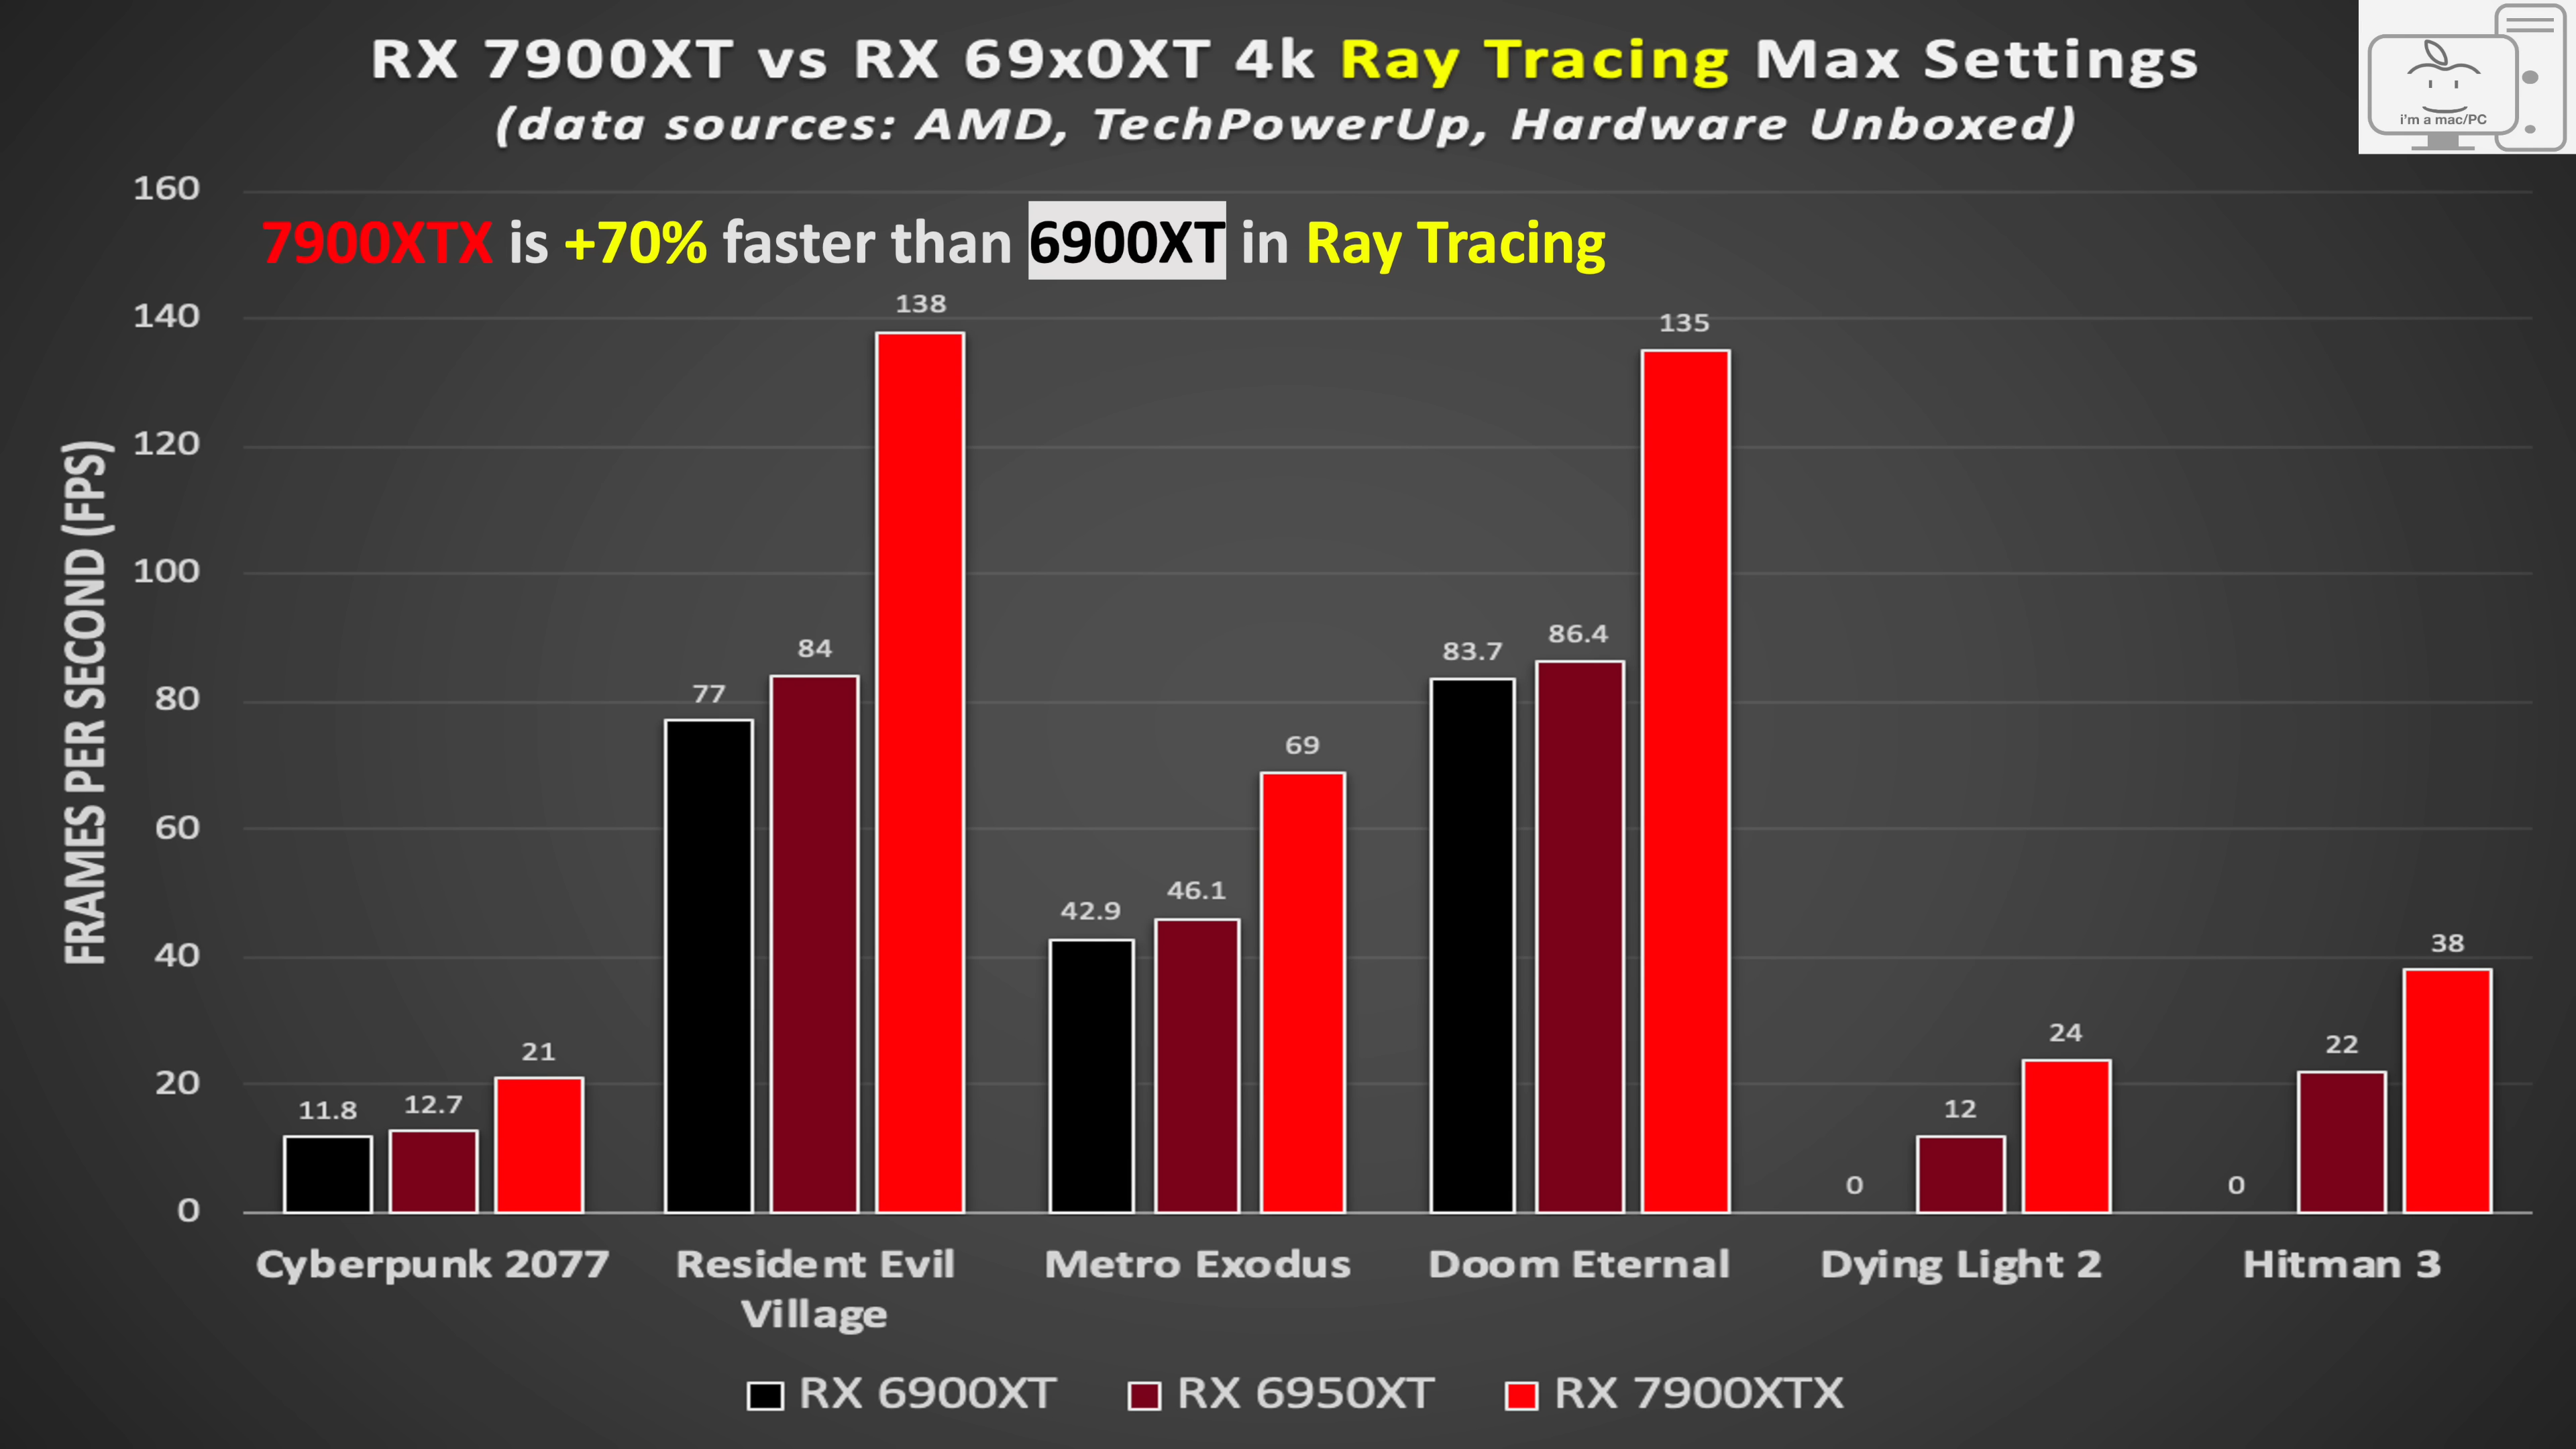 RX 7900XT vs RX 69x0XT 4k Ray Tracing Max Settings
(data sources: AMD, TechPowerUp, Hardware Unboxed)
i'm a mac/PC
7900XTX is +70% faster than 6900XT in Ray Tracing
FRAMES PER SECOND (FPS)
160
140
120
100
80
60
40
20
0
11.8
12.7
21
77
84
138
42.9
46.1
69
83.7
86.4
135
0
12
24
0
22
38
Cyberpunk 2077
Resident Evil
Village
Metro Exodus
Doom Eternal
Dying Light 2
Hitman 3
RX 6900XT
RX 6950XT
RX 7900XTX